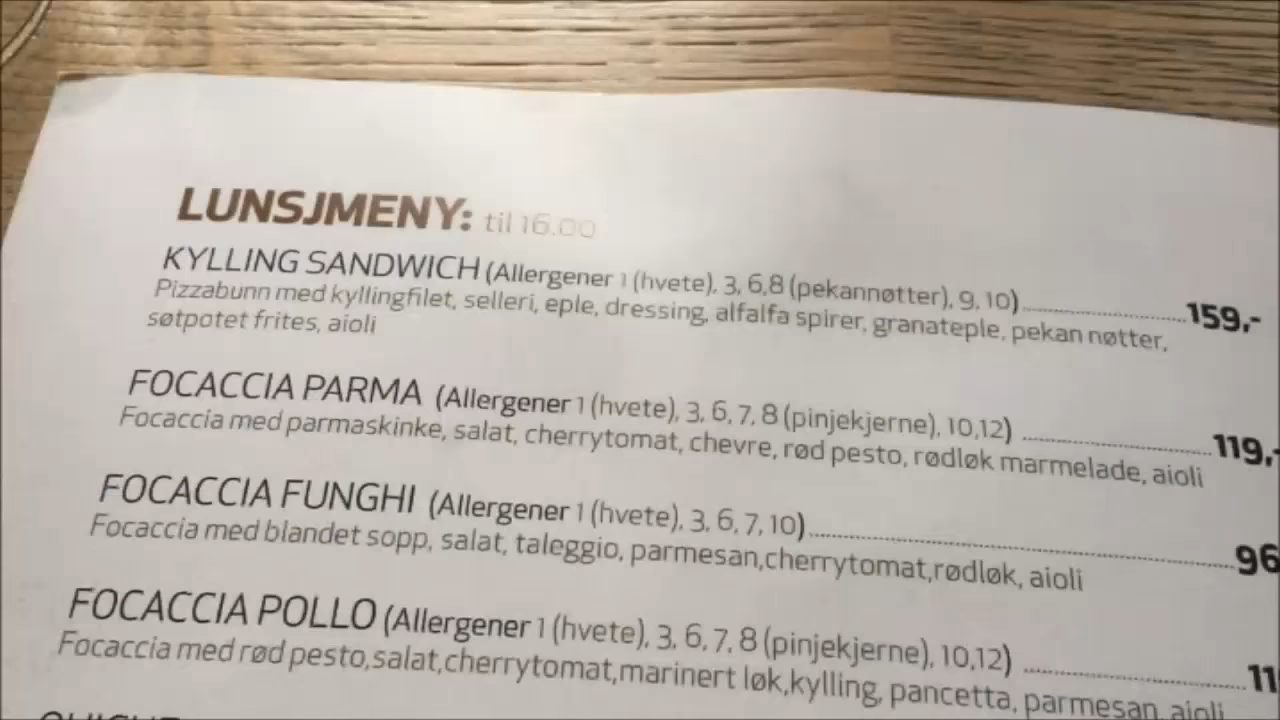 LUNSJMENY: til 16.00
KYLLING SANDWICH (Allergener 1 (hvete), 3, 6,8 (pekannøtter), 9, 10) 159,-
Pizzabunn med kyllingfilet, selleri, eple, dressing, alfalfa spirer, granateple, pekan nøtter,
søtpotet frites, aioli
FOCACCIA PARMA (Allergener 1 (hvete), 3, 6, 7, 8 (pinjekjerne), 10,12) 119,-
Focaccia med parmaskinke, salat, cherrytomat, chevre, rød pesto, rødløk marmelade, aioli
FOCACCIA FUNGHI (Allergener 1 (hvete), 3, 6, 7, 10) 96
Focaccia med blandet sopp, salat, taleggio, parmesan,cherrytomat,rødløk, aioli
FOCACCIA POLLO (Allergener 1 (hvete), 3, 6, 7, 8 (pinjekjerne), 10,12) 11
Focaccia med rød pesto,salat,cherrytomat,marinert løk,kylling, pancetta, parmesan, aioli